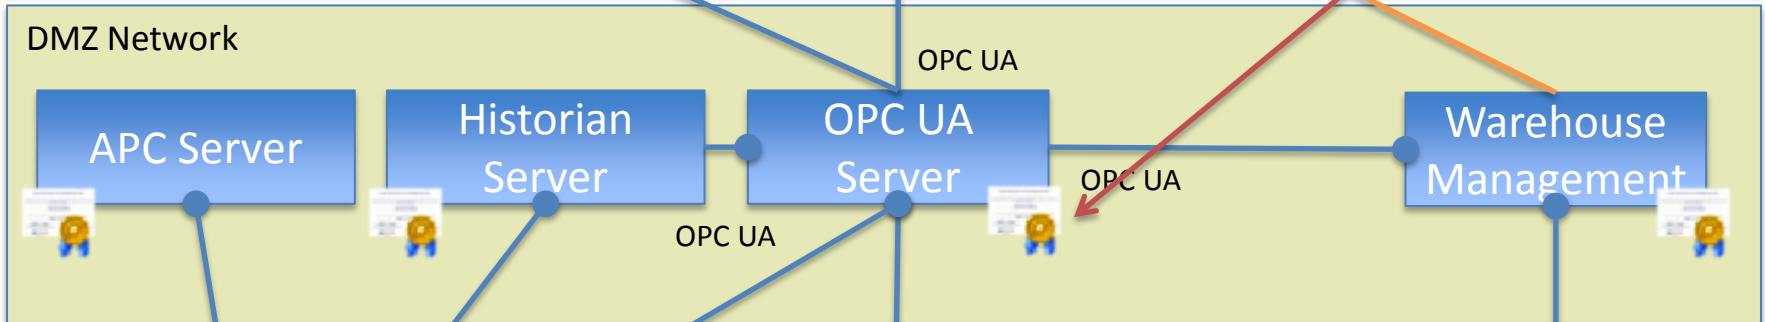 DMZ Network
OPC UA
APC Server
Historian
Server
OPC UA
Server
Warehouse
Management
OPC UA
OPC UA